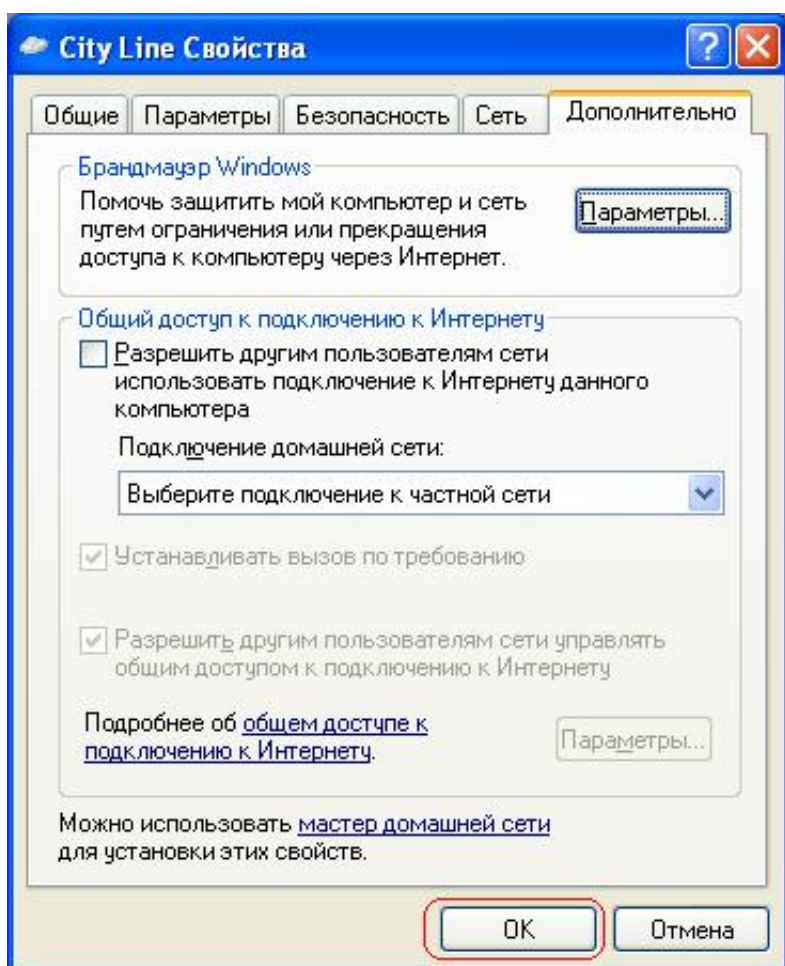 City Line Свойства
Общие Параметры Безопасность Сеть Дополнительно
Брандмауэр Windows
Помочь защитить мой компьютер и сеть
путем ограничения или прекращения
доступа к компьютеру через Интернет.
Параметры...
Общий доступ к подключению к Интернету
Разрешить другим пользователям сети
использовать подключение к Интернету данного
компьютера
Подключение домашней сети:
Выберите подключение к частной сети
Устанавливать вызов по требованию
Разрешить другим пользователям сети управлять
общим доступом к подключению к Интернету
Подробнее об общем доступе к
подключению к Интернету.
Параметры...
Можно использовать мастер домашней сети
для установки этих свойств.
OK Отмена